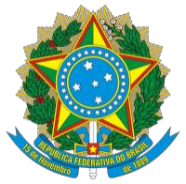 REPÚBLICA FEDERATIVA DO BRASIL
15 de Novembro de 1889